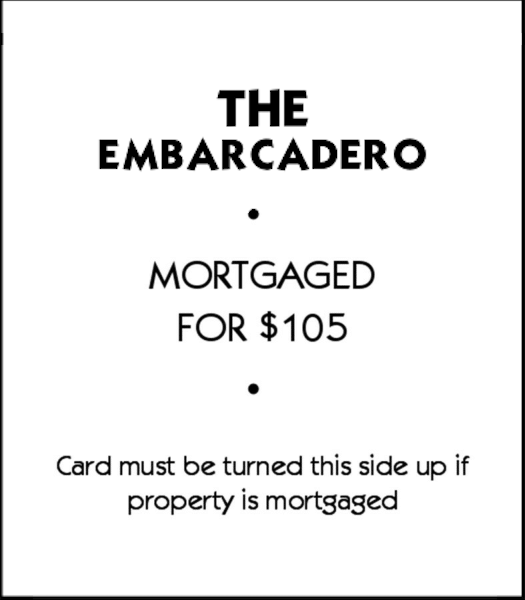 THE
EMBARCADERO
•
MORTGAGED
FOR $105
•
Card must be turned this side up if
property is mortgaged